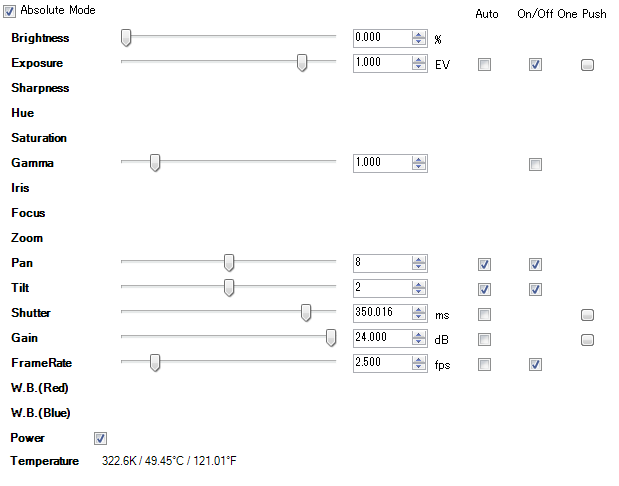 Absolute Mode
Auto On/Off One Push
Brightness 0.000 %
Exposure 1.000 EV
Sharpness
Hue
Saturation
Gamma 1.000
Iris
Focus
Zoom
Pan 8
Tilt 2
Shutter 350.016 ms
Gain 24.000 dB
FrameRate 2.500 fps
W.B.(Red)
W.B.(Blue)
Power
Temperature 322.6K / 49.45°C / 121.01°F